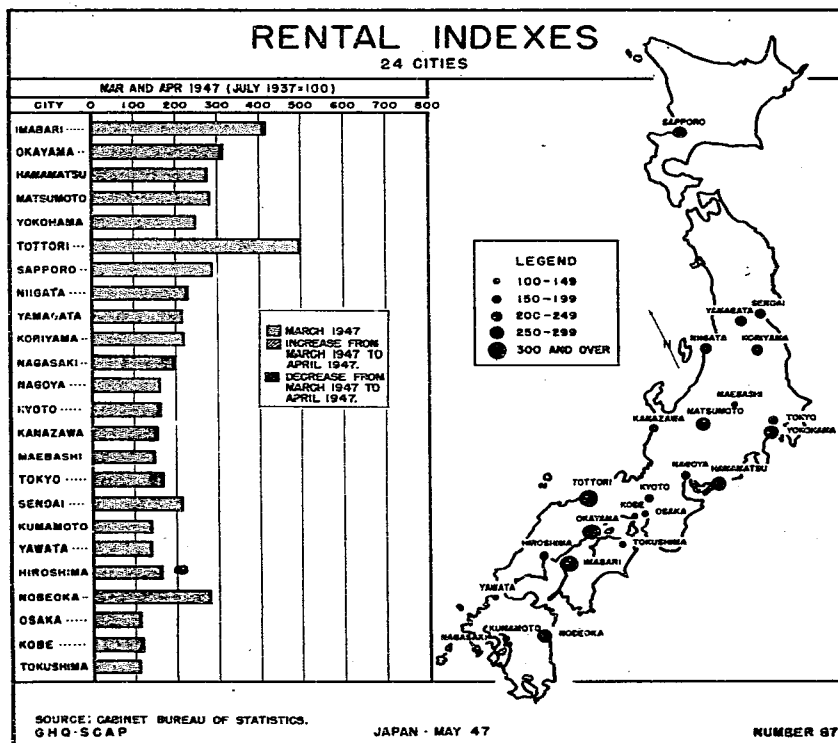 RENTAL INDEXES
24 CITIES
MAR AND APR 1947 (JULY 1937=100)
CITY 0 100 200 300 400 500 600 700 800
IMABARI
OKAYAMA
HAMAMATSU
MATSUMOTO
YOKOHAMA
TOTTORI
SAPPORO
NIIGATA
YAMAGATA
KORIYAMA
NAGASAKI
NAGOYA
KYOTO
KANAZAWA
MAEBASHI
TOKYO
SENDAI
KUMAMOTO
YAWATA
HIROSHIMA
NOBEOKA
OSAKA
KOBE
TOKUSHIMA
MARCH 1947
INCREASE FROM
MARCH 1947 TO
APRIL 1947.
DECREASE FROM
MARCH 1947 TO
APRIL 1947.
LEGEND
100-149
150-199
200-249
250-299
300 AND OVER
N
SAPPORO
SENDAI
YAMAGATA
NIIGATA
KORIYAMA
MAEBASHI
MATSUMOTO
KANAZAWA
TOKYO
YOKOHAMA
NAGOYA
HAMAMATSU
TOTTORI
KYOTO
KOBE
OSAKA
OKAYAMA
TOKUSHIMA
HIROSHIMA
IMABARI
YAWATA
KUMAMOTO
NAGASAKI
NOBEOKA
SOURCE: CABINET BUREAU OF STATISTICS.
GHQ-SCAP
JAPAN - MAY 47
NUMBER 87